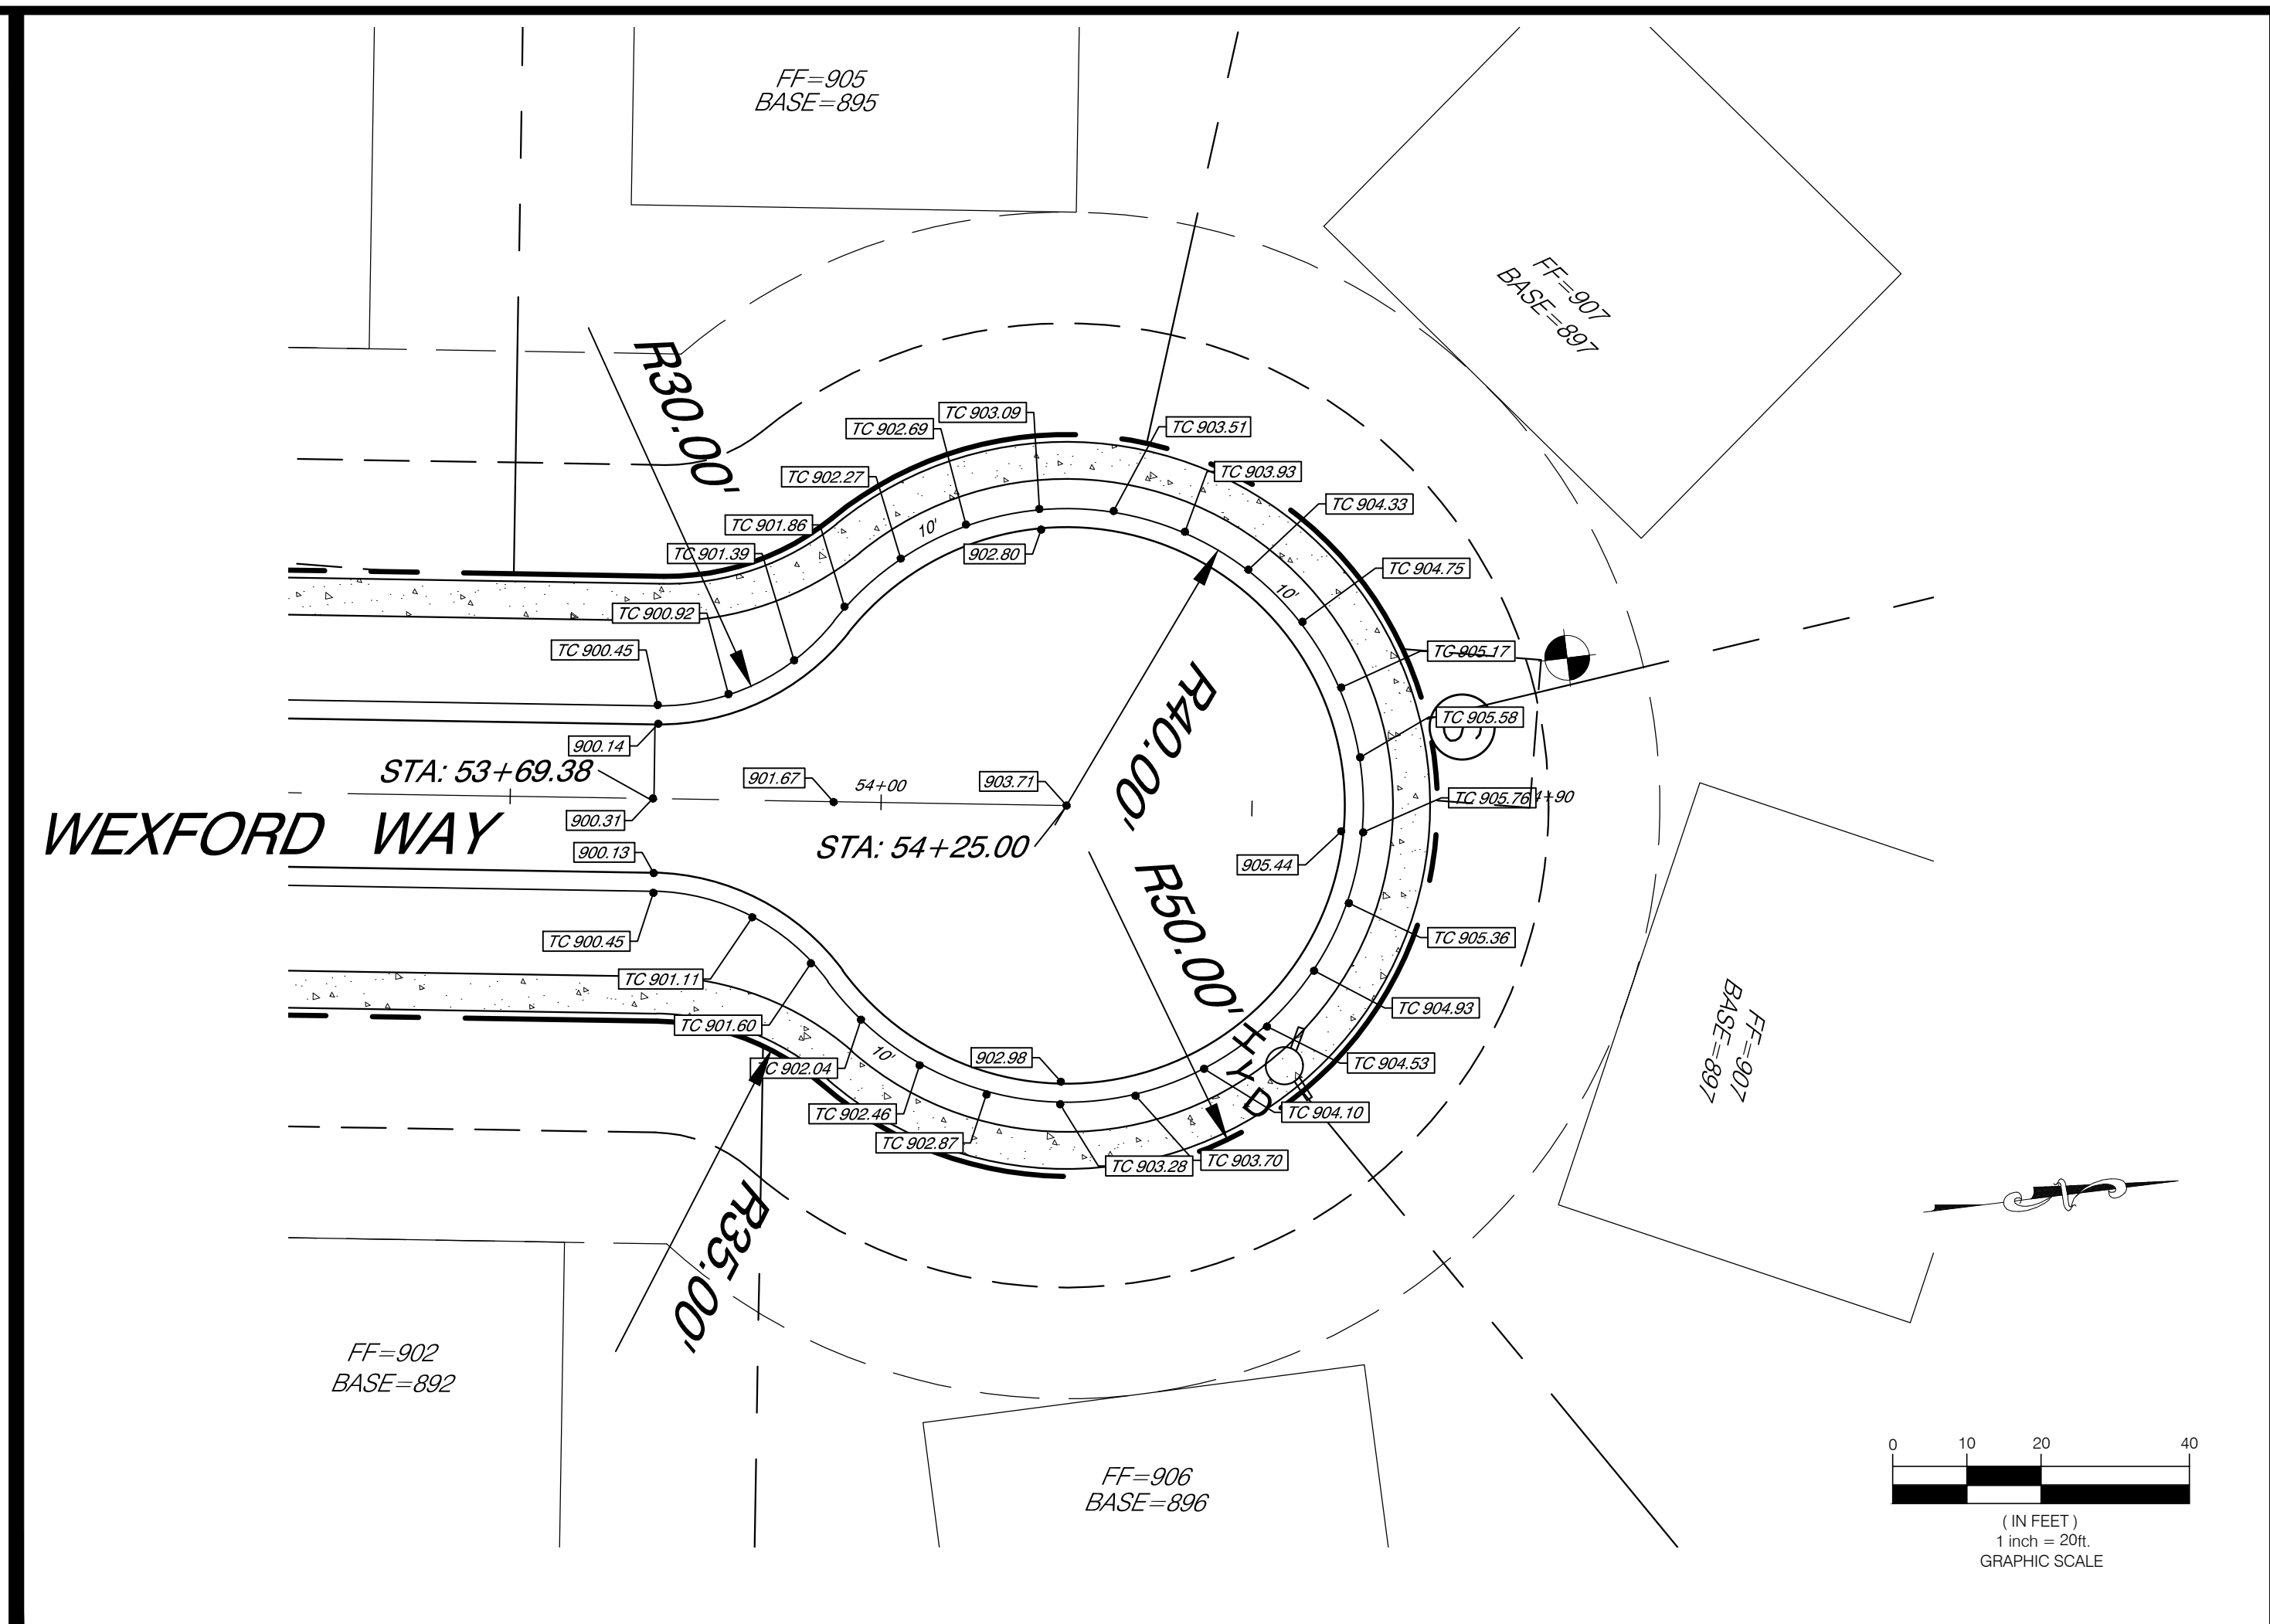 FF=905
BASE=895
FF=907
BASE=897
R30.00'
TC 903.09
TC 902.69
TC 903.51
TC 902.27
TC 903.93
TC 904.33
TC 901.86
10'
TC 901.39
902.80
TC 904.75
10'
TC 900.92
TC 900.45
TC 905.17
R40.00'
TC 905.58
S
900.14
STA: 53+69.38
901.67
54+00
903.71
TC 905.76
4+90
900.31
WEXFORD WAY
STA: 54+25.00
900.13
905.44
R50.00'
TC 900.45
TC 905.36
TC 901.11
TC 904.93
TC 901.60
HYD
10'
902.98
TC 904.53
TC 902.04
TC 902.46
TC 904.10
TC 902.87
TC 903.28
TC 903.70
FF=907
BASE=897
R35.00'
FF=902
BASE=892
FF=906
BASE=896
0 10 20 40
( IN FEET )
1 inch = 20ft.
GRAPHIC SCALE